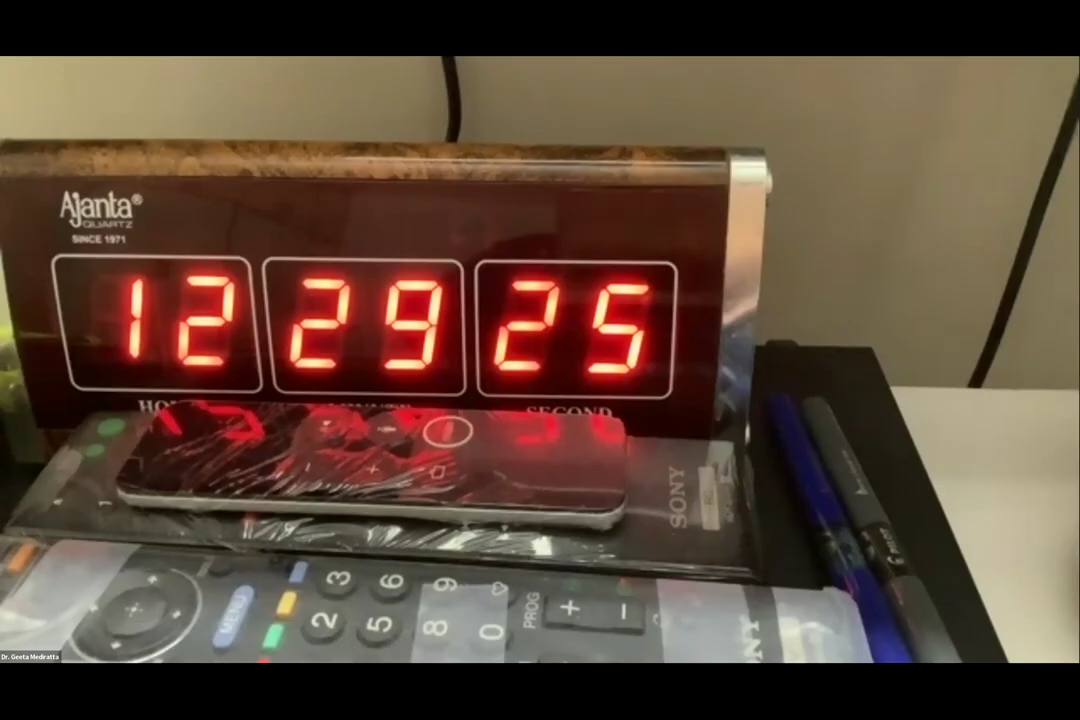 Ajanta®
QUARTZ
SINCE 1971
12 29 25
SECOND
SONY
MENU
3 6 9
2 5 8 0
PROG + −
Dr. Geeta Mediratta